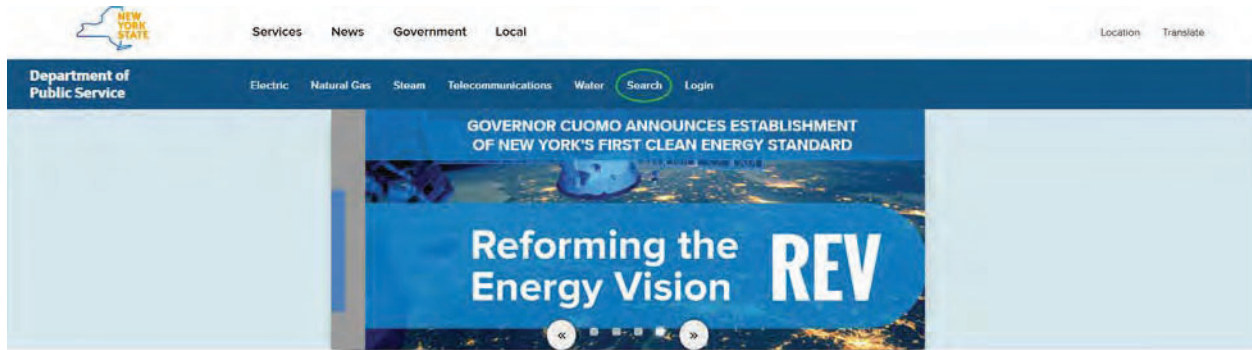 NEW
YORK
STATE
Services News Government Local
Location Translate
Department of
Public Service
Electric Natural Gas Steam Telecommunications Water Search Login
GOVERNOR CUOMO ANNOUNCES ESTABLISHMENT
OF NEW YORK'S FIRST CLEAN ENERGY STANDARD
Reforming the
Energy Vision
REV
« »